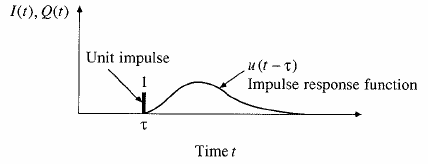 I(t), Q(t)
Unit impulse
1
u(t − τ)
Impulse response function
τ
Time t